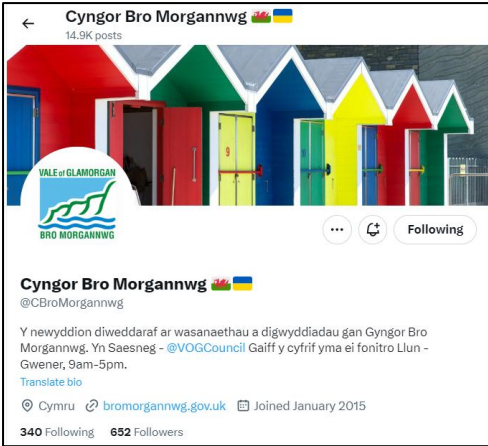 Cyngor Bro Morgannwg 🏴󠁧󠁢󠁷󠁬󠁳󠁿🇺🇦
14.9K posts
9
VALE of GLAMORGAN
BRO MORGANNWG
Following
Cyngor Bro Morgannwg 🏴󠁧󠁢󠁷󠁬󠁳󠁿🇺🇦
@CBroMorgannwg
Y newyddion diweddaraf ar wasanaethau a digwyddiadau gan Gyngor Bro
Morgannwg. Yn Saesneg - @VOGCouncil Gaiff y cyfrif yma ei fonitro Llun -
Gwener, 9am-5pm.
Translate bio
Cymru bromorgannwg.gov.uk Joined January 2015
340 Following 652 Followers